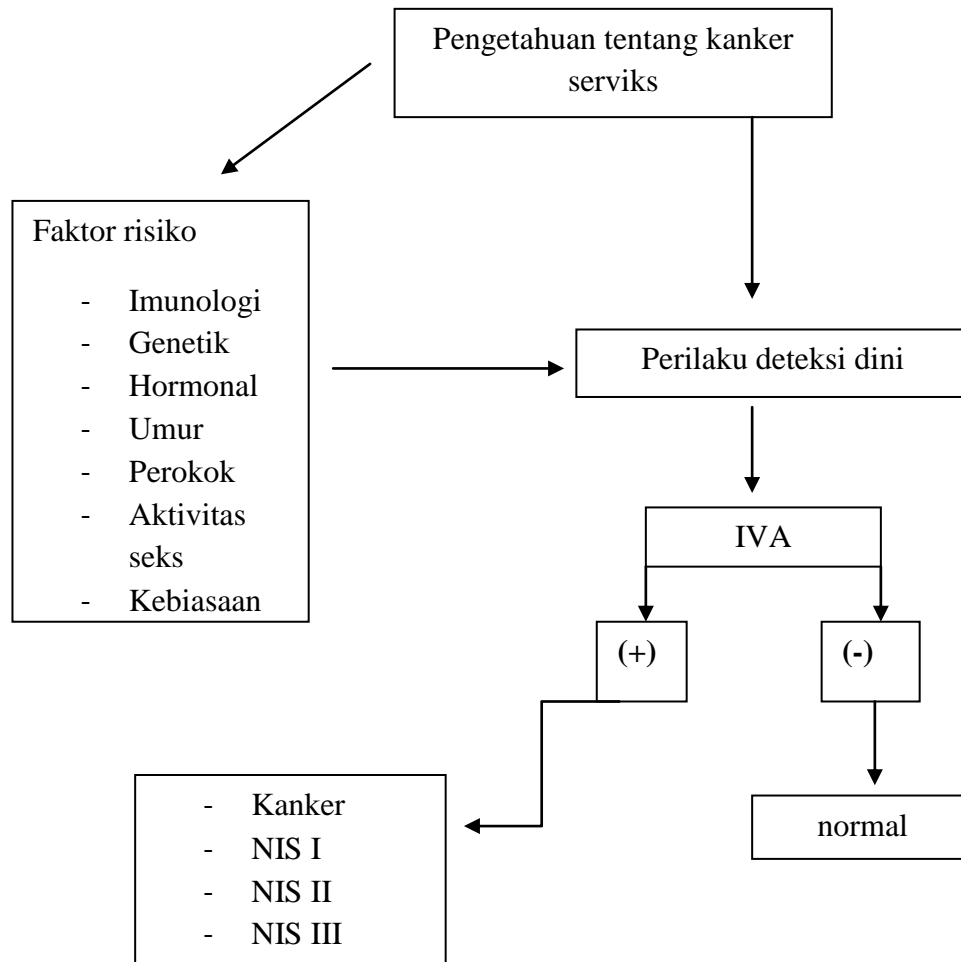 Pengetahuan tentang kanker
serviks
Faktor risiko
- Imunologi
- Genetik
- Hormonal
- Umur
- Perokok
- Aktivitas
seks
- Kebiasaan
Perilaku deteksi dini
IVA
(+)
(-)
- Kanker
- NIS I
- NIS II
- NIS III
normal